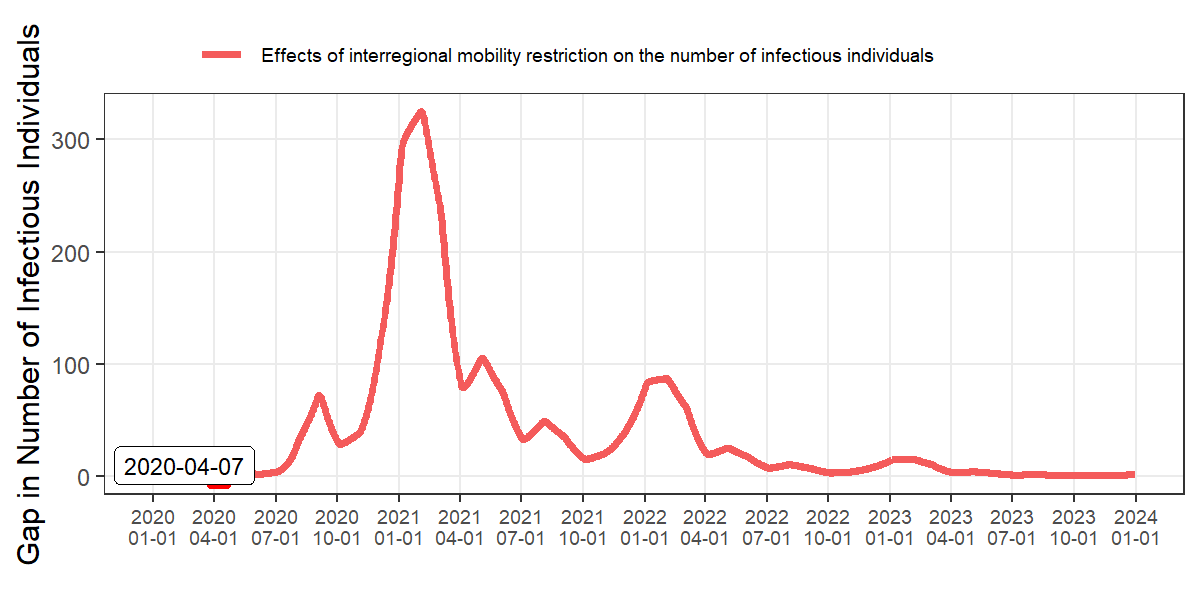 Effects of interregional mobility restriction on the number of infectious individuals
Gap in Number of Infectious Individuals
300
200
100
0
2020-04-07
2020 2020 2020 2020 2021 2021 2021 2021 2022 2022 2022 2022 2023 2023 2023 2023 2024
01-01 04-01 07-01 10-01 01-01 04-01 07-01 10-01 01-01 04-01 07-01 10-01 01-01 04-01 07-01 10-01 01-01